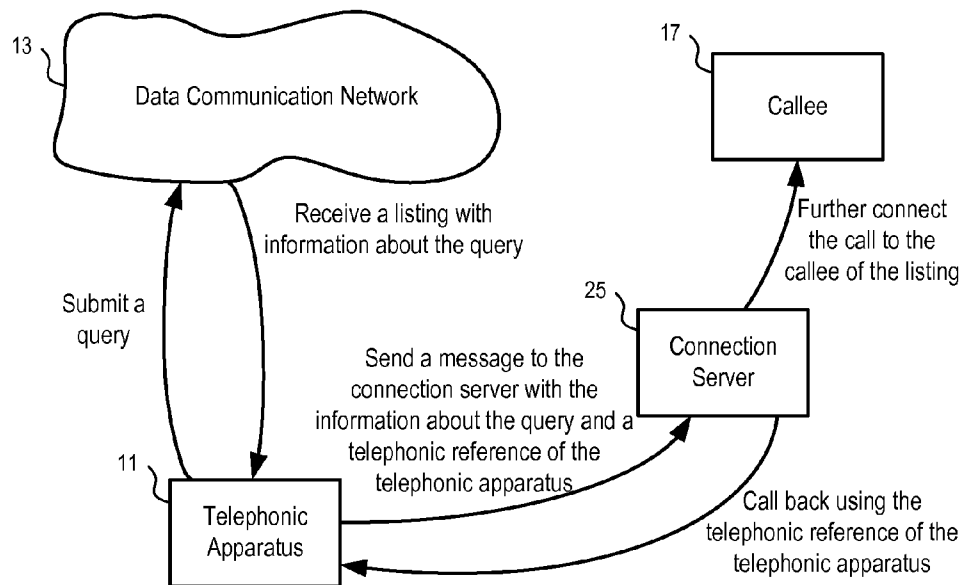 13
Data Communication Network
17
Callee
Receive a listing with
information about the query
Further connect
the call to the
callee of the listing
Submit a
query
25
Connection
Server
Send a message to the
connection server with the
information about the query and a
telephonic reference of the
telephonic apparatus
11
Telephonic
Apparatus
Call back using the
telephonic reference of the
telephonic apparatus